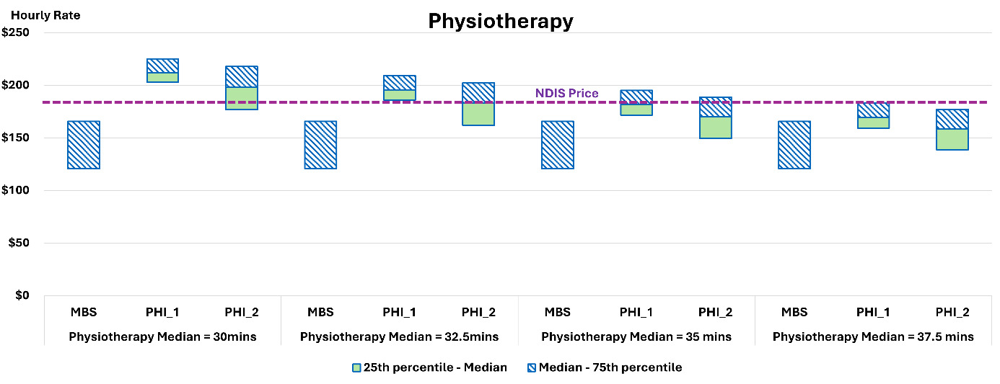 Hourly Rate
Physiotherapy
$250
$200
NDIS Price
$150
$100
$50
$0
MBS PHI_1 PHI_2 MBS PHI_1 PHI_2 MBS PHI_1 PHI_2 MBS PHI_1 PHI_2
Physiotherapy Median = 30mins Physiotherapy Median = 32.5mins Physiotherapy Median = 35 mins Physiotherapy Median = 37.5 mins
25th percentile - Median Median - 75th percentile